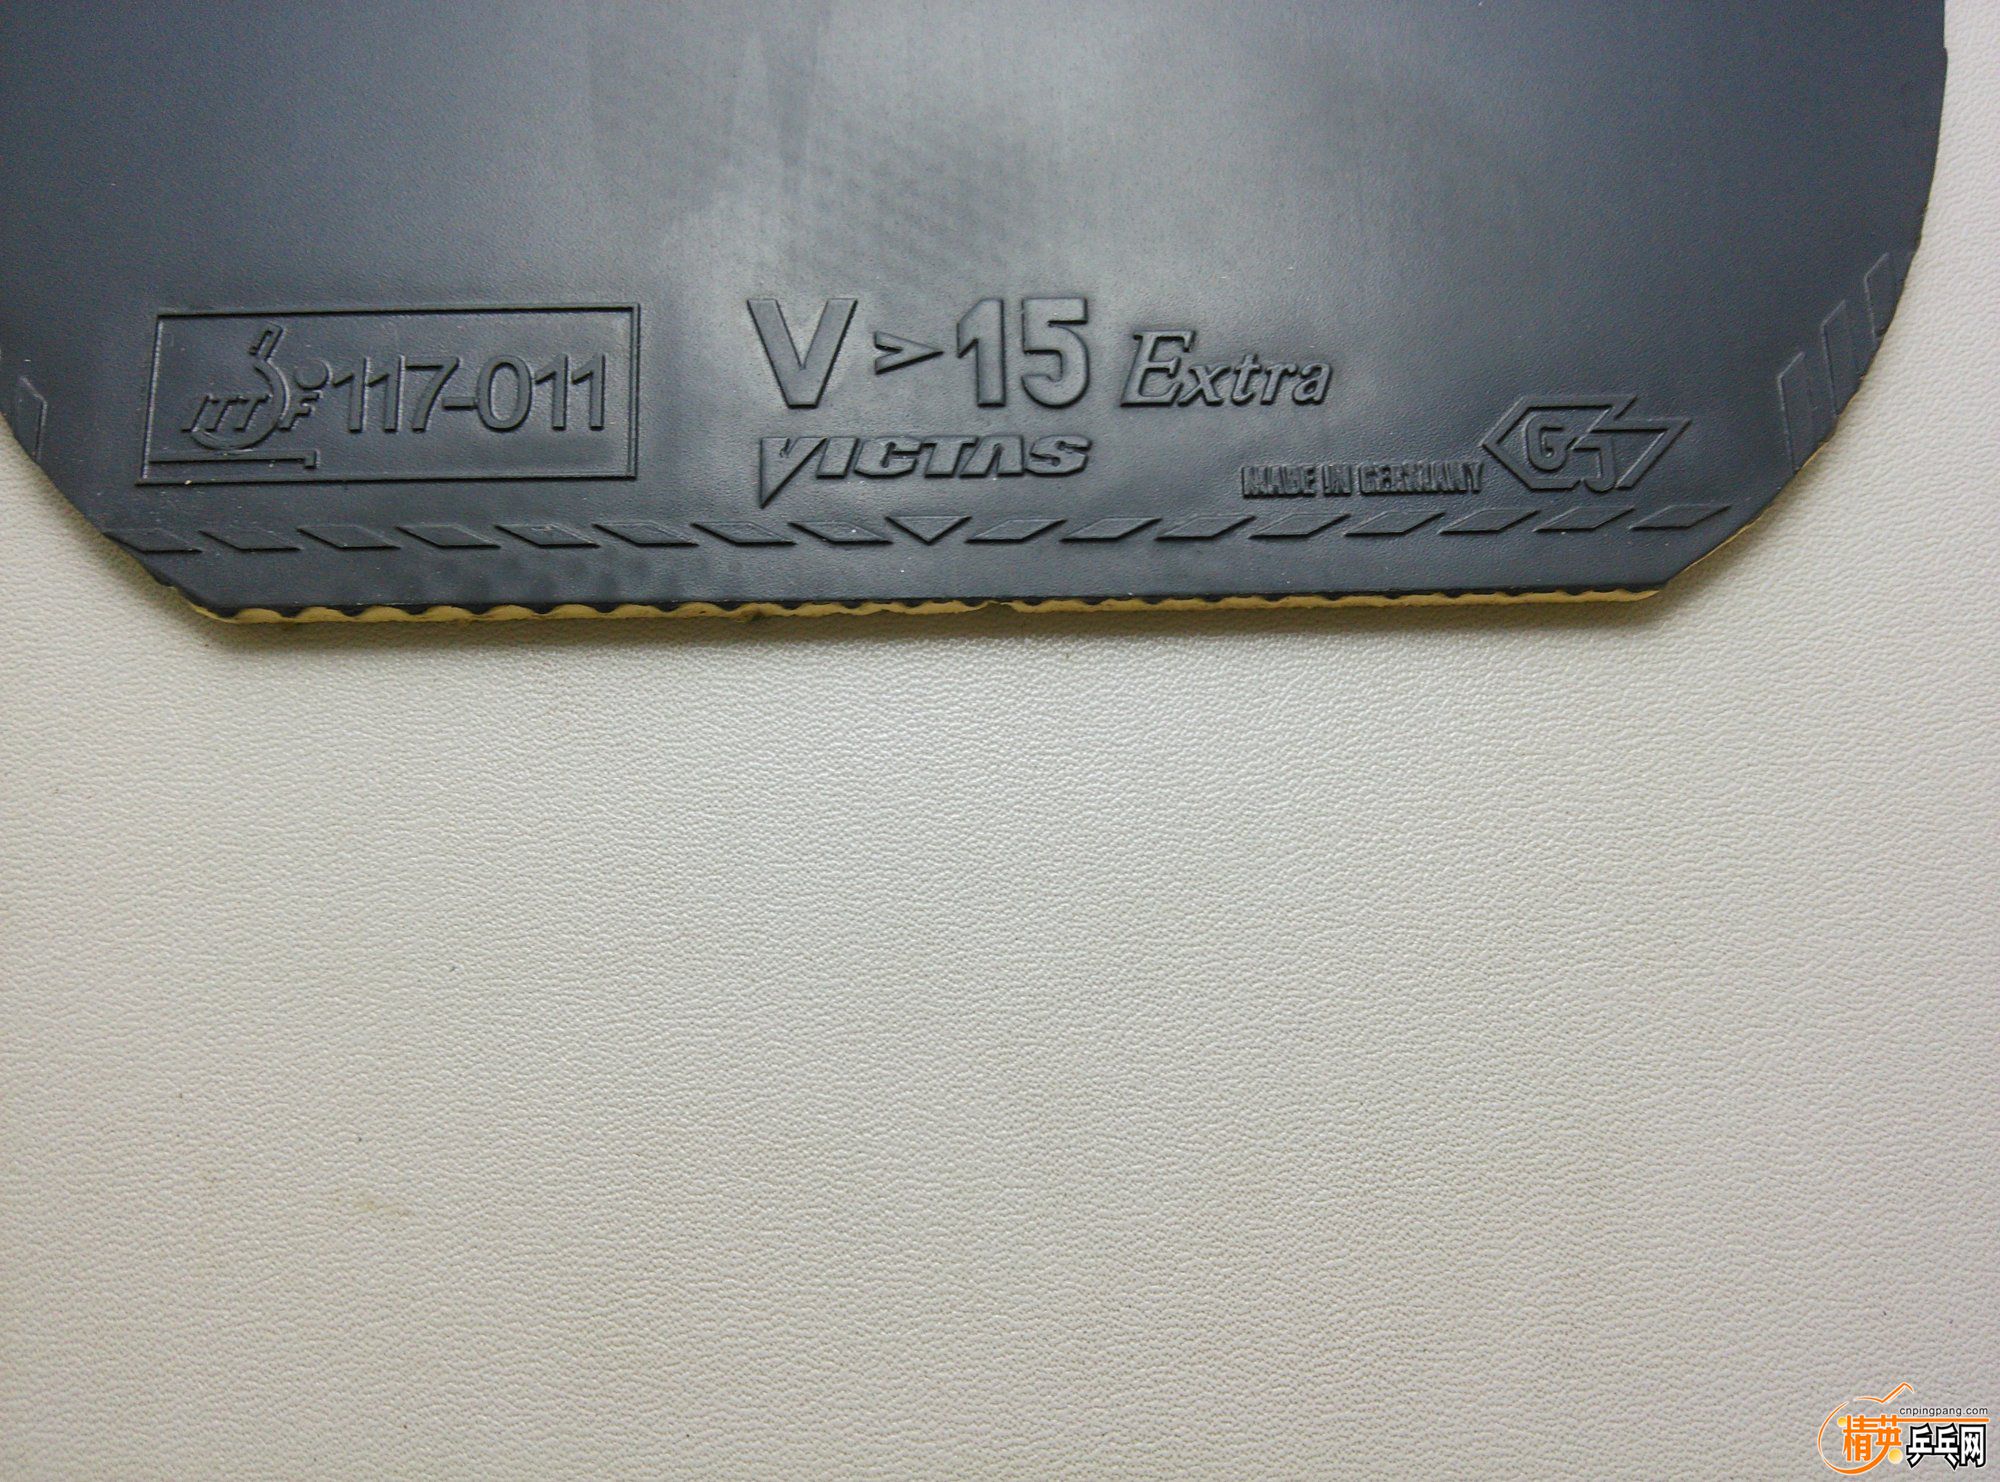 ITTF 117-011
V>15 Extra
VICTAS
MADE IN GERMANY
GJ
cnpingpang.com
精英乒乓网